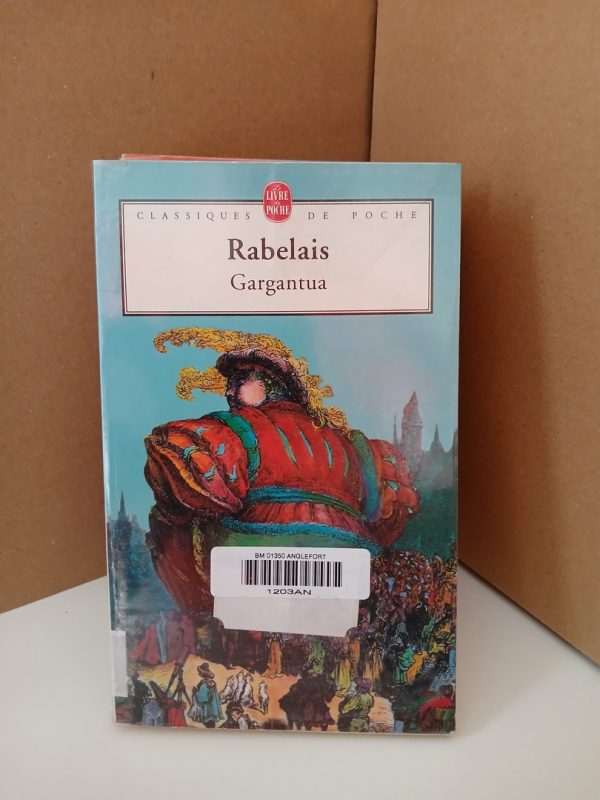 Le
LIVRE
de
POCHE
CLASSIQUES DE POCHE
Rabelais
Gargantua
BM 01350 ANGLEFORT
1203AN